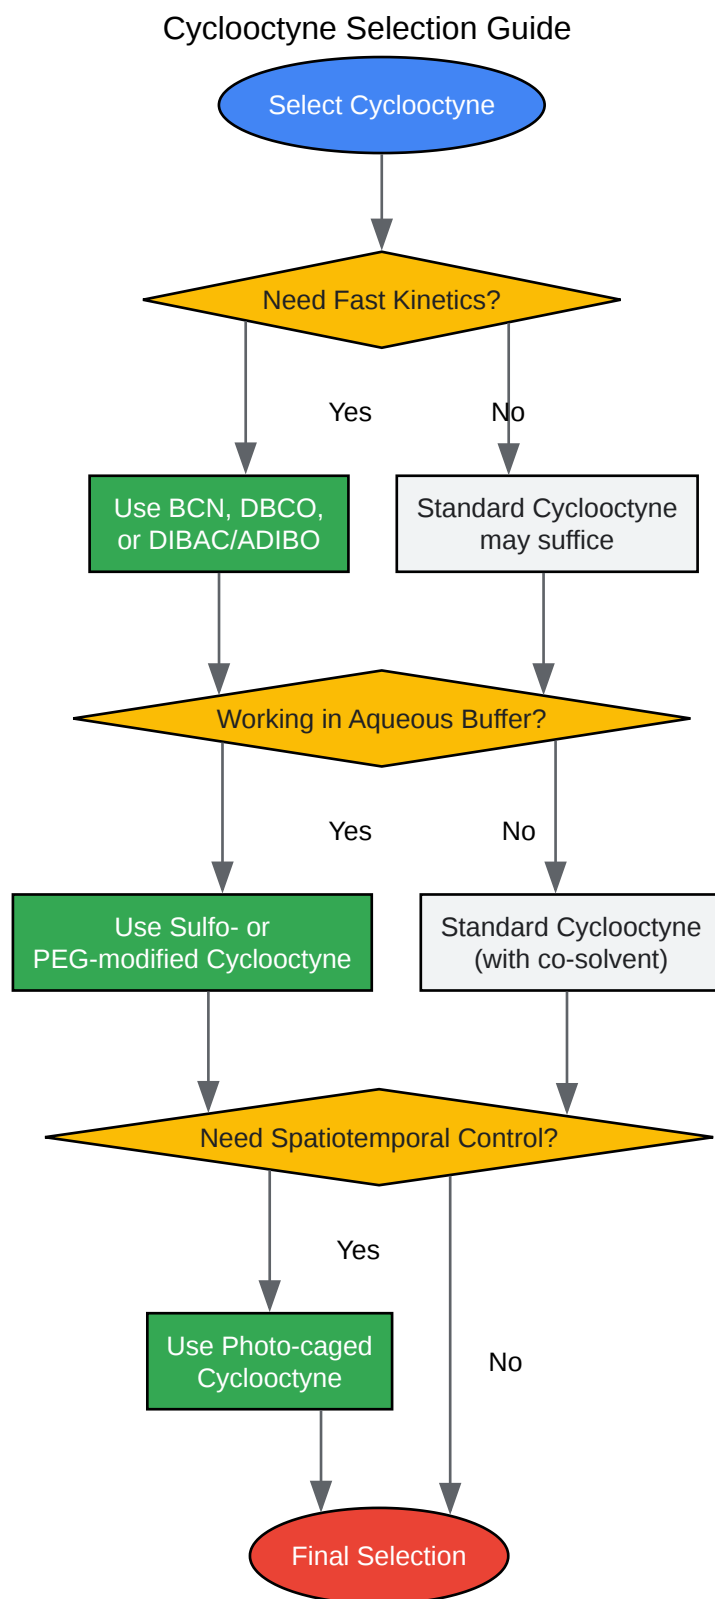 Cyclooctyne Selection Guide
Select Cyclooctyne
Need Fast Kinetics?
Yes
No
Use BCN, DBCO,
or DIBAC/ADIBO
Standard Cyclooctyne
may suffice
Working in Aqueous Buffer?
Yes
No
Use Sulfo- or
PEG-modified Cyclooctyne
Standard Cyclooctyne
(with co-solvent)
Need Spatiotemporal Control?
Yes
Use Photo-caged
Cyclooctyne
No
Final Selection